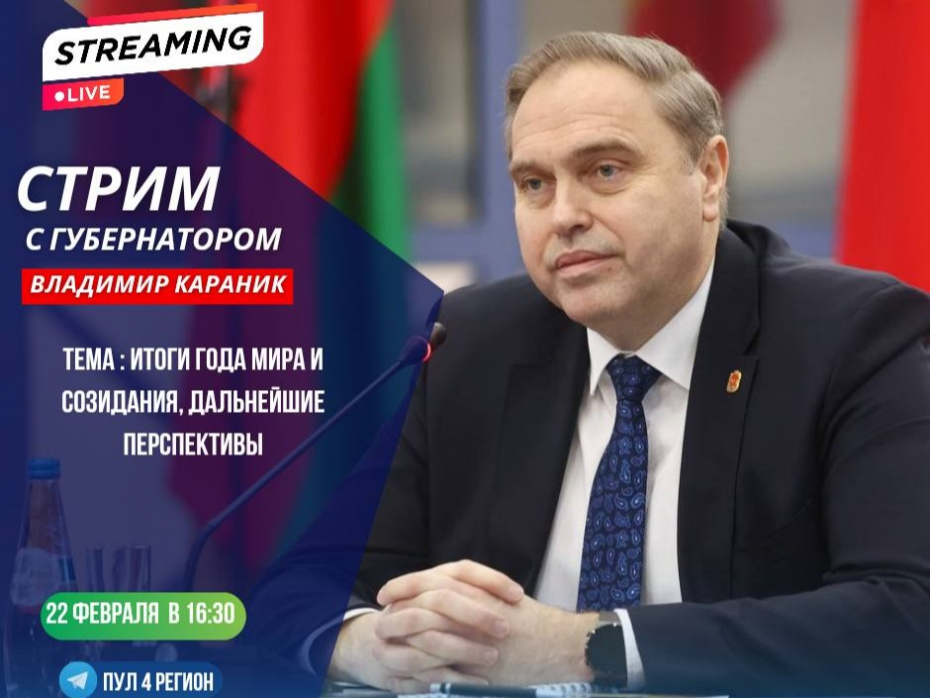 STREAMING
LIVE
СТРИМ
С ГУБЕРНАТОРОМ
ВЛАДИМИР КАРАНИК
ТЕМА : ИТОГИ ГОДА МИРА И
СОЗИДАНИЯ, ДАЛЬНЕЙШИЕ
ПЕРСПЕКТИВЫ
22 ФЕВРАЛЯ В 16:30
ПУЛ 4 РЕГИОН